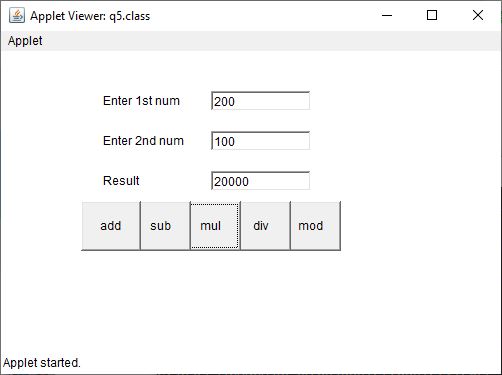 Applet Viewer: q5.class
Applet
Enter 1st num 200
Enter 2nd num 100
Result 20000
add sub mul div mod
Applet started.